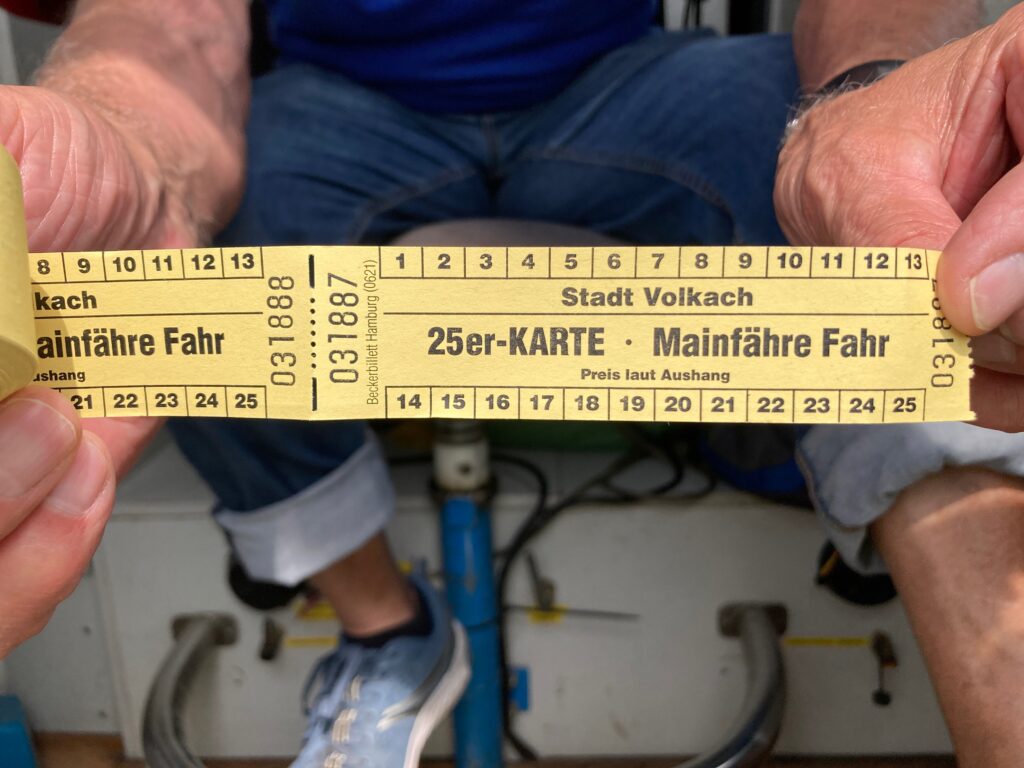 8 9 10 11 12 13
kach
ainfähre Fahr
ushang
21 22 23 24 25
031888
031887
Beckerbillett Hamburg (0621)
1 2 3 4 5 6 7 8 9 10 11 12 13
Stadt Volkach
25er-KARTE · Mainfähre Fahr
Preis laut Aushang
14 15 16 17 18 19 20 21 22 23 24 25
031887